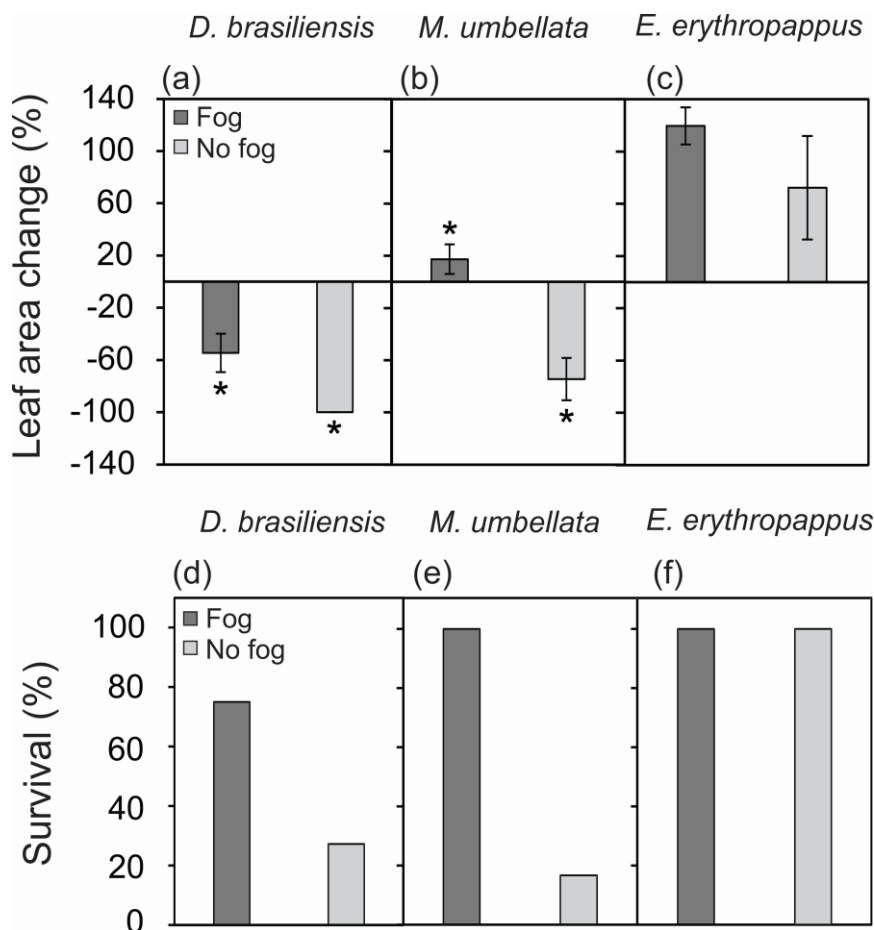 D. brasiliensis M. umbellata E. erythropappus
(a) (b) (c)
Leaf area change (%)
140
100
60
20
-20
-60
-100
-140
Fog
No fog
*
*
*
*
D. brasiliensis M. umbellata E. erythropappus
(d) (e) (f)
Survival (%)
100
80
60
40
20
0
Fog
No fog